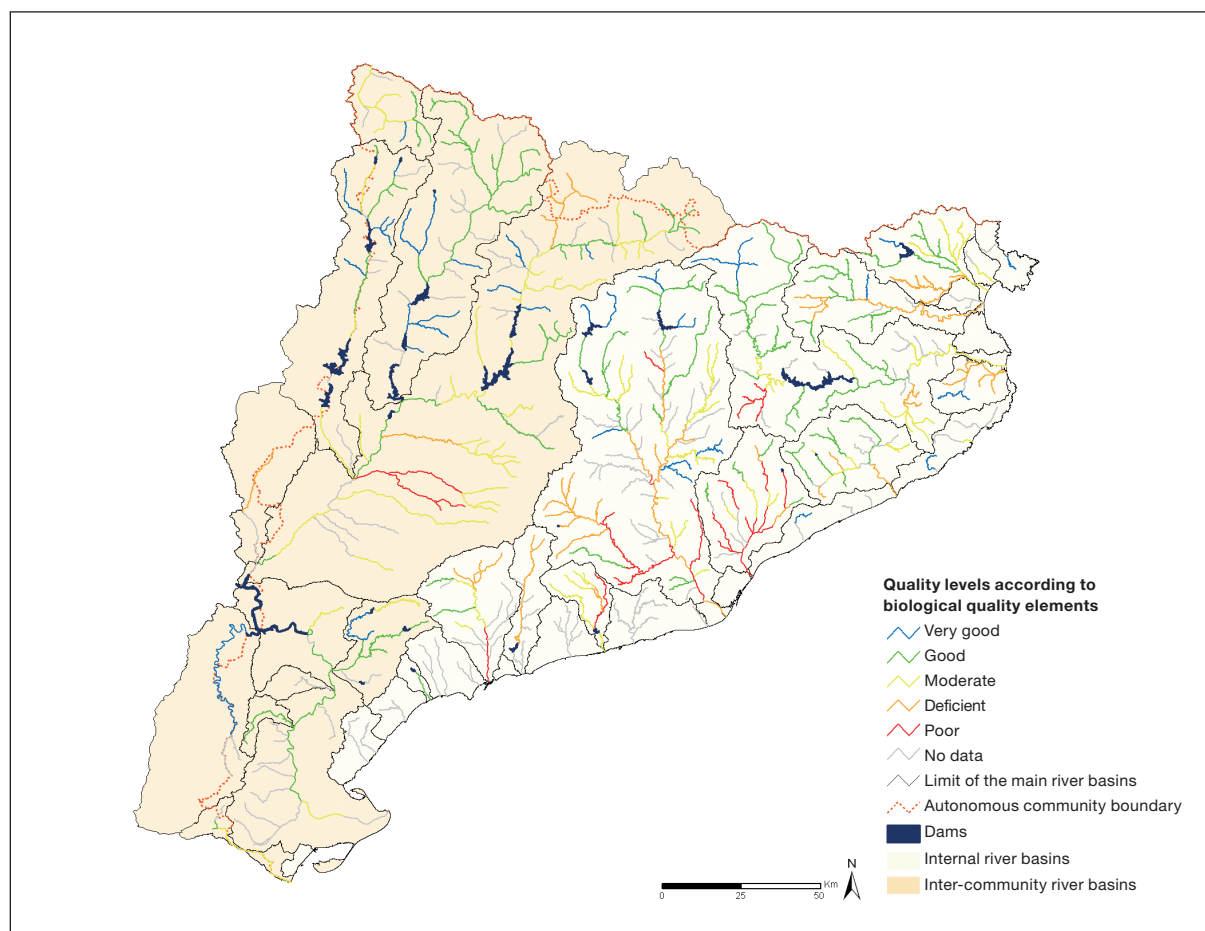 Quality levels according to
biological quality elements
Very good
Good
Moderate
Deficient
Poor
No data
Limit of the main river basins
Autonomous community boundary
Dams
Internal river basins
Inter-community river basins
N
Km
0 25 50